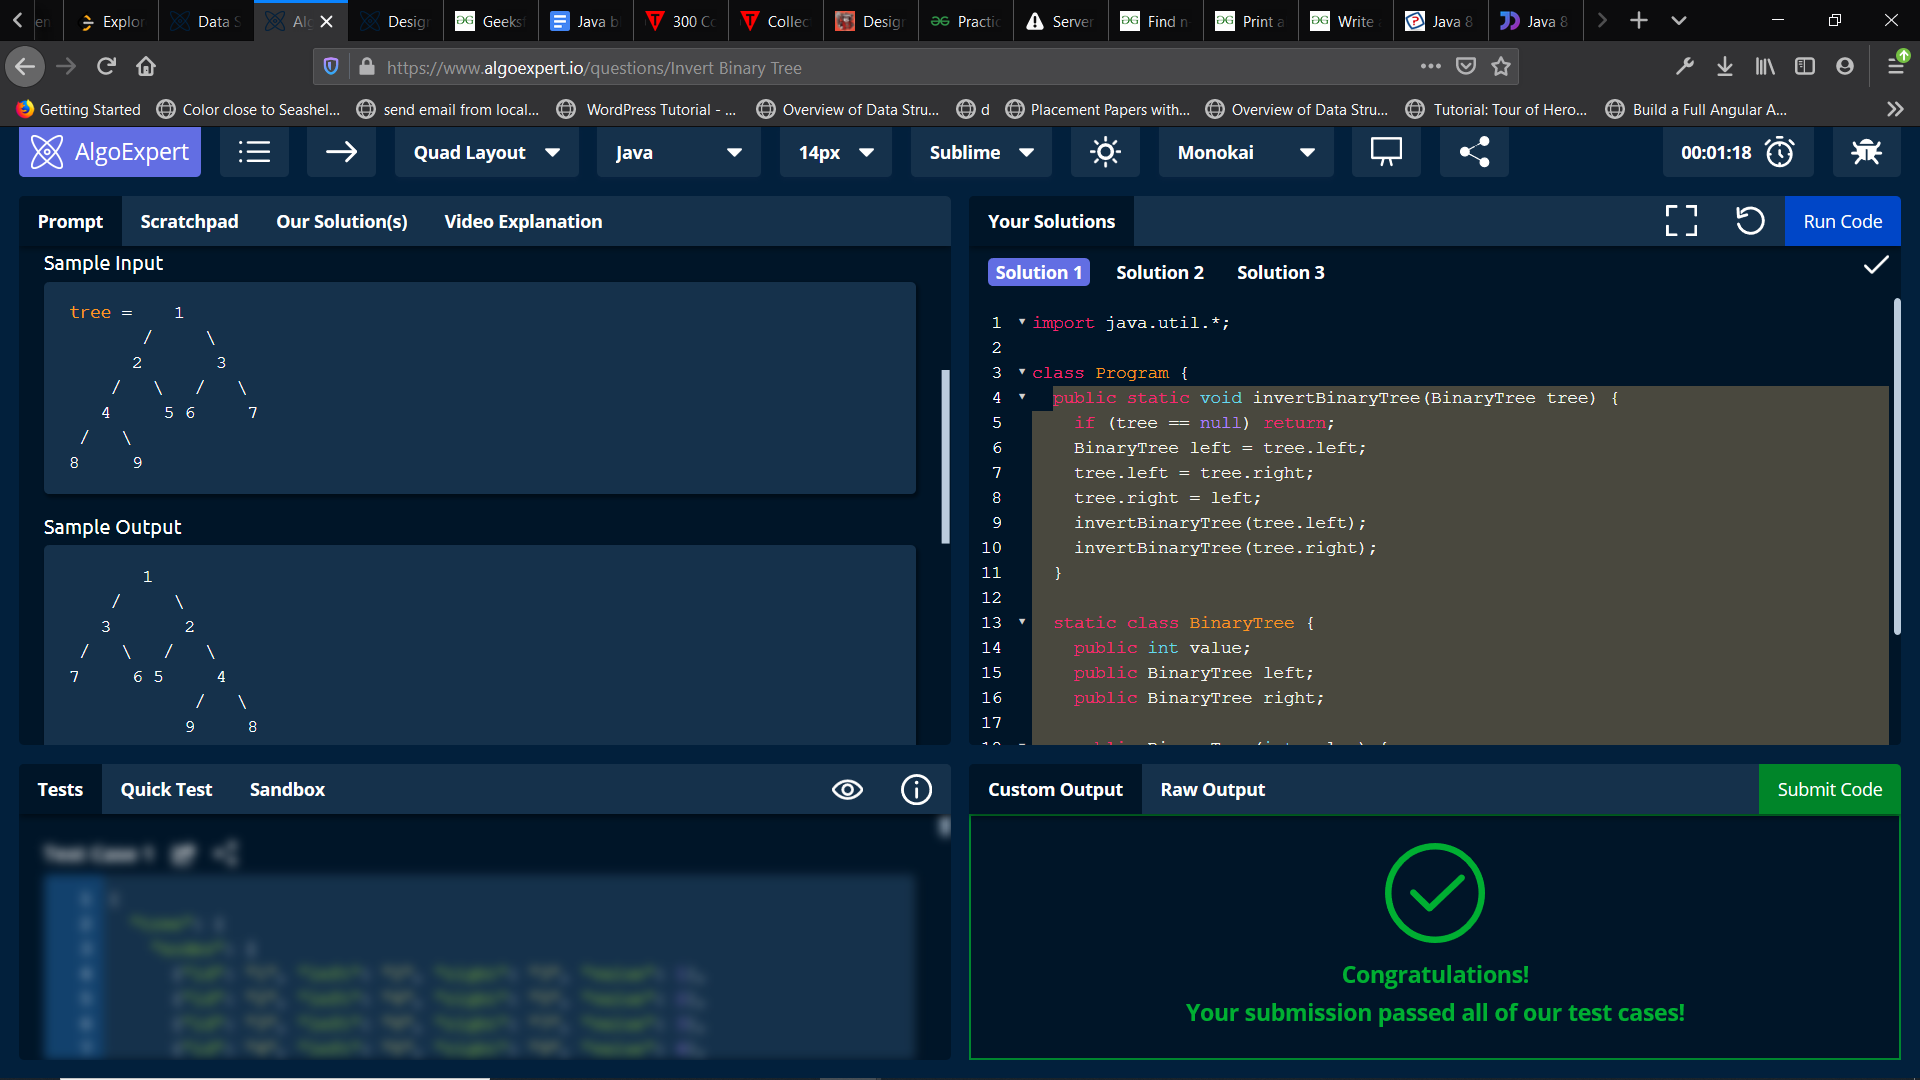 Explor
Data S
Alg
Design
Geeks
Java b
300 Co
Collec
Design
Practic
Server
Find n
Print a
Write
Java 8
Java 8
https://www.algoexpert.io/questions/Invert Binary Tree
Getting Started
Color close to Seashel...
send email from local...
WordPress Tutorial - ...
Overview of Data Stru...
d
Placement Papers with...
Overview of Data Stru...
Tutorial: Tour of Hero...
Build a Full Angular A...
AlgoExpert
Quad Layout
Java
14px
Sublime
Monokai
00:01:18
Prompt Scratchpad Our Solution(s) Video Explanation
Sample Input
tree =    1
/     \
2       3
/   \   /   \
4     5 6     7
/   \
8     9
Sample Output
1
/     \
3       2
/   \   /   \
7     6 5     4
/   \
9     8
Your Solutions
Run Code
Solution 1 Solution 2 Solution 3
1 import java.util.*;
2
3 class Program {
4 public static void invertBinaryTree(BinaryTree tree) {
5 if (tree == null) return;
6 BinaryTree left = tree.left;
7 tree.left = tree.right;
8 tree.right = left;
9 invertBinaryTree(tree.left);
10 invertBinaryTree(tree.right);
11 }
12
13 static class BinaryTree {
14 public int value;
15 public BinaryTree left;
16 public BinaryTree right;
17
Tests Quick Test Sandbox
Test Case 1
Custom Output Raw Output
Submit Code
Congratulations!
Your submission passed all of our test cases!